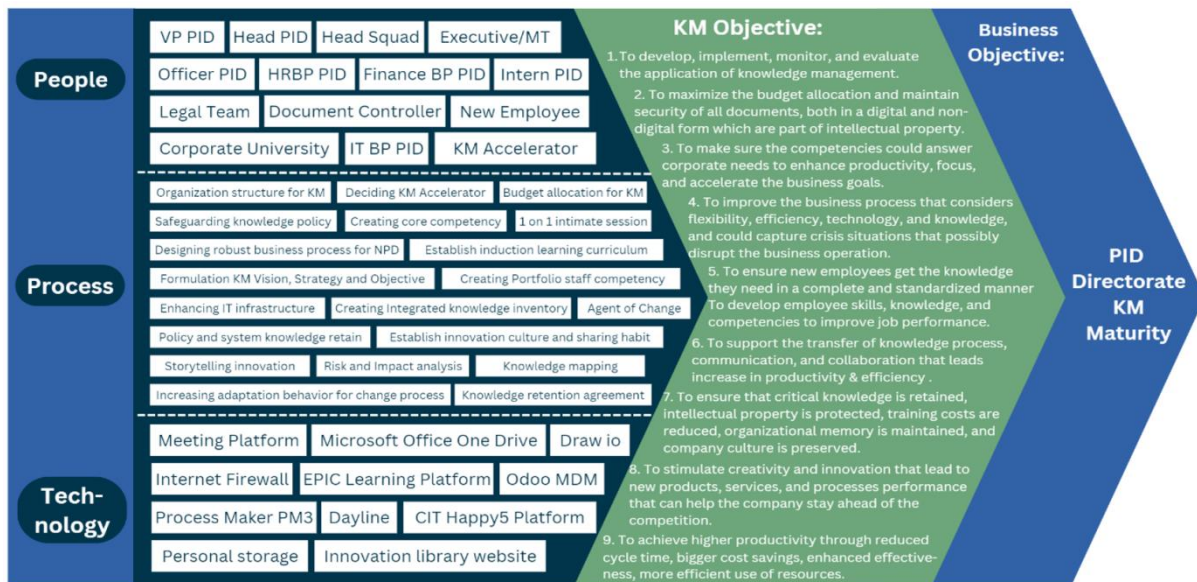 People
VP PID
Head PID
Head Squad
Executive/MT
Officer PID
HRBP PID
Finance BP PID
Intern PID
Legal Team
Document Controller
New Employee
Corporate University
IT BP PID
KM Accelerator
Process
Organization structure for KM
Deciding KM Accelerator
Budget allocation for KM
Safeguarding knowledge policy
Creating core competency
1 on 1 intimate session
Designing robust business process for NPD
Establish induction learning curriculum
Formulation KM Vision, Strategy and Objective
Creating Portfolio staff competency
Enhancing IT infrastructure
Creating Integrated knowledge inventory
Agent of Change
Policy and system knowledge retain
Establish innovation culture and sharing habit
Storytelling innovation
Risk and Impact analysis
Knowledge mapping
Increasing adaptation behavior for change process
Knowledge retention agreement
Tech-
nology
Meeting Platform
Microsoft Office One Drive
Draw io
Internet Firewall
EPIC Learning Platform
Odoo MDM
Process Maker PM3
Dayline
CIT Happy5 Platform
Personal storage
Innovation library website
KM Objective:
1. To develop, implement, monitor, and evaluate
the application of knowledge management.
2. To maximize the budget allocation and maintain
security of all documents, both in a digital and non-
digital form which are part of intellectual property.
3. To make sure the competencies could answer
corporate needs to enhance productivity, focus,
and accelerate the business goals.
4. To improve the business process that considers
flexibility, efficiency, technology, and knowledge,
and could capture crisis situations that possibly
disrupt the business operation.
5. To ensure new employees get the knowledge
they need in a complete and standardized manner
To develop employee skills, knowledge, and
competencies to improve job performance.
6. To support the transfer of knowledge process,
communication, and collaboration that leads
increase in productivity & efficiency .
7. To ensure that critical knowledge is retained,
intellectual property is protected, training costs are
reduced, organizational memory is maintained, and
company culture is preserved.
8. To stimulate creativity and innovation that lead to
new products, services, and processes performance
that can help the company stay ahead of the
competition.
9. To achieve higher productivity through reduced
cycle time, bigger cost savings, enhanced effective-
ness, more efficient use of resources.
Business
Objective:
PID
Directorate
KM
Maturity